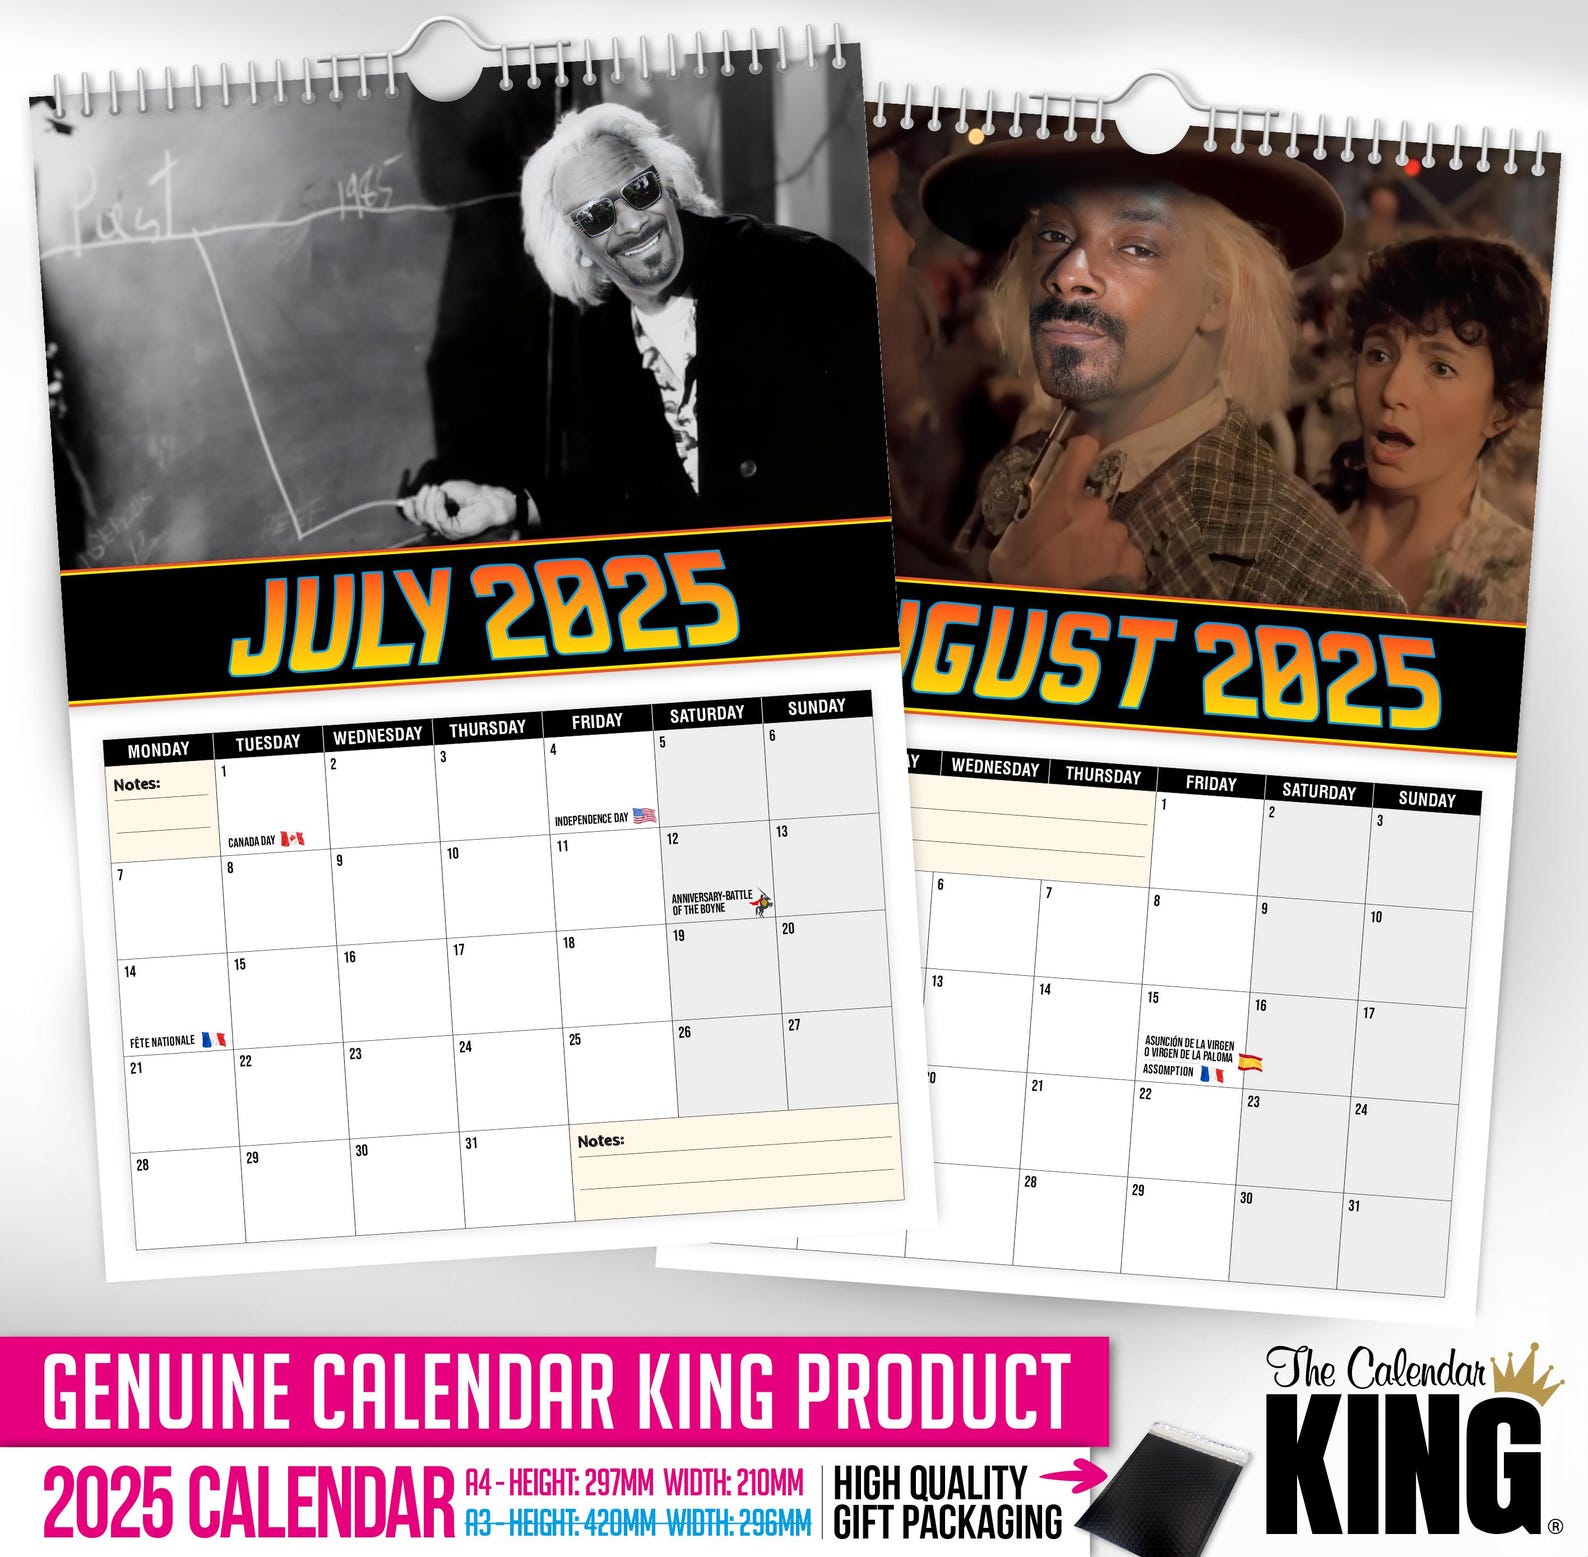 Past
1985
JULY 2025
MONDAY TUESDAY WEDNESDAY THURSDAY FRIDAY SATURDAY SUNDAY
Notes: 1 2 3 4 5 6
CANADA DAY INDEPENDENCE DAY
7 8 9 10 11 12 13
ANNIVERSARY-BATTLE
OF THE BOYNE
14 15 16 17 18 19 20
FÊTE NATIONALE
21 22 23 24 25 26 27
28 29 30 31 Notes:
UGUST 2025
AY WEDNESDAY THURSDAY FRIDAY SATURDAY SUNDAY
1 2 3
6 7 8 9 10
13 14 15 16 17
ASUNCIÓN DE LA VIRGEN
O VIRGEN DE LA PALOMA
ASSOMPTION
20 21 22 23 24
28 29 30 31
GENUINE CALENDAR KING PRODUCT
2025 CALENDAR
A4 - HEIGHT: 297MM WIDTH: 210MM
A3 - HEIGHT: 420MM WIDTH: 296MM
HIGH QUALITY
GIFT PACKAGING
The Calendar
KING®